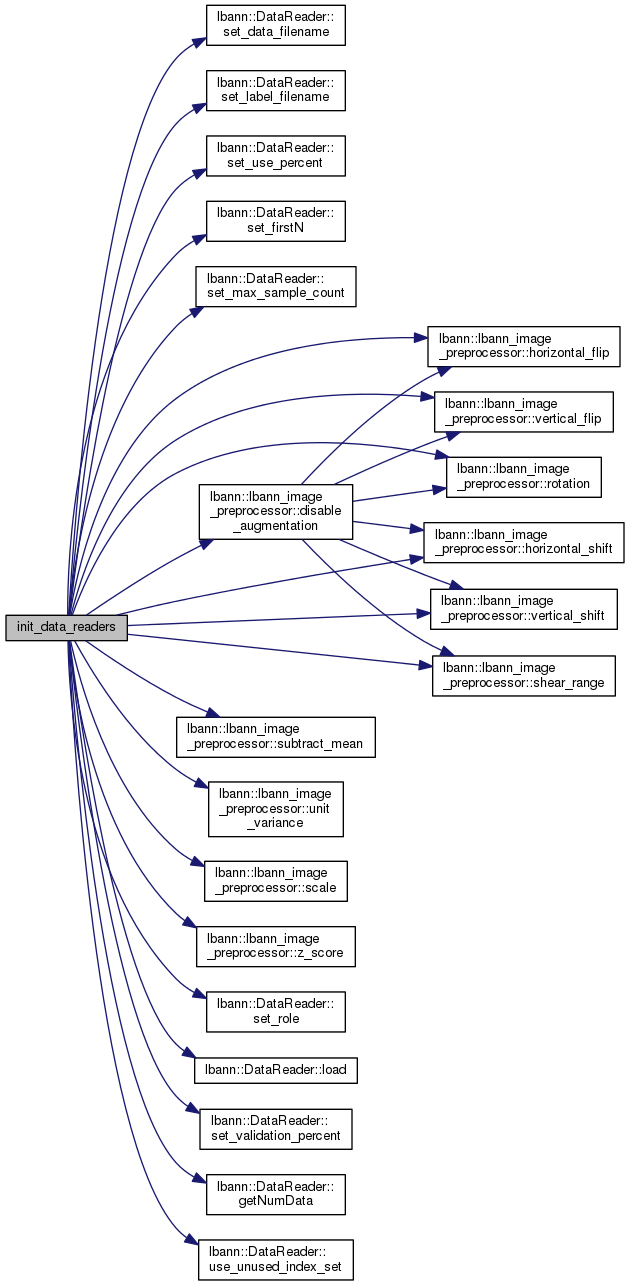 lbann::DataReader::
set_data_filename
lbann::DataReader::
set_label_filename
lbann::DataReader::
set_use_percent
lbann::DataReader::
set_firstN
lbann::DataReader::
set_max_sample_count
lbann::lbann_image
_preprocessor::horizontal_flip
lbann::lbann_image
_preprocessor::vertical_flip
lbann::lbann_image
_preprocessor::rotation
lbann::lbann_image
_preprocessor::disable
_augmentation
lbann::lbann_image
_preprocessor::horizontal_shift
lbann::lbann_image
_preprocessor::vertical_shift
init_data_readers
lbann::lbann_image
_preprocessor::shear_range
lbann::lbann_image
_preprocessor::subtract_mean
lbann::lbann_image
_preprocessor::unit
_variance
lbann::lbann_image
_preprocessor::scale
lbann::lbann_image
_preprocessor::z_score
lbann::DataReader::
set_role
lbann::DataReader::load
lbann::DataReader::
set_validation_percent
lbann::DataReader::
getNumData
lbann::DataReader::
use_unused_index_set